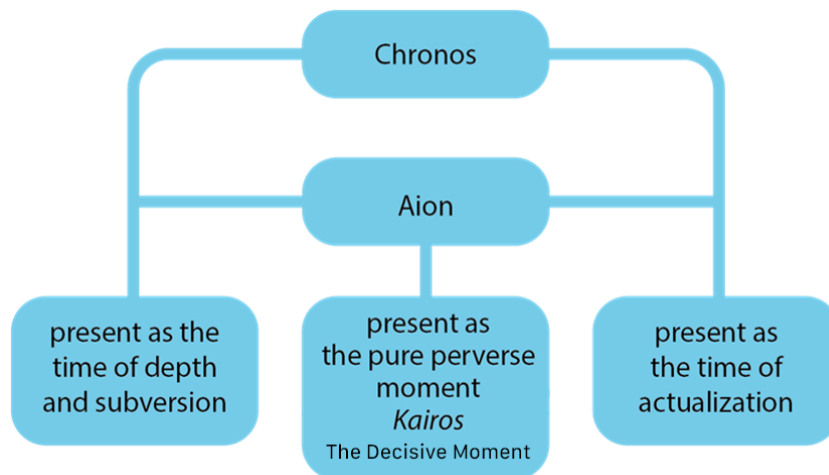 Chronos
Aion
present as the
time of depth
and subversion
present as
the pure perverse
moment
Kairos
The Decisive Moment
present as
the time of
actualization